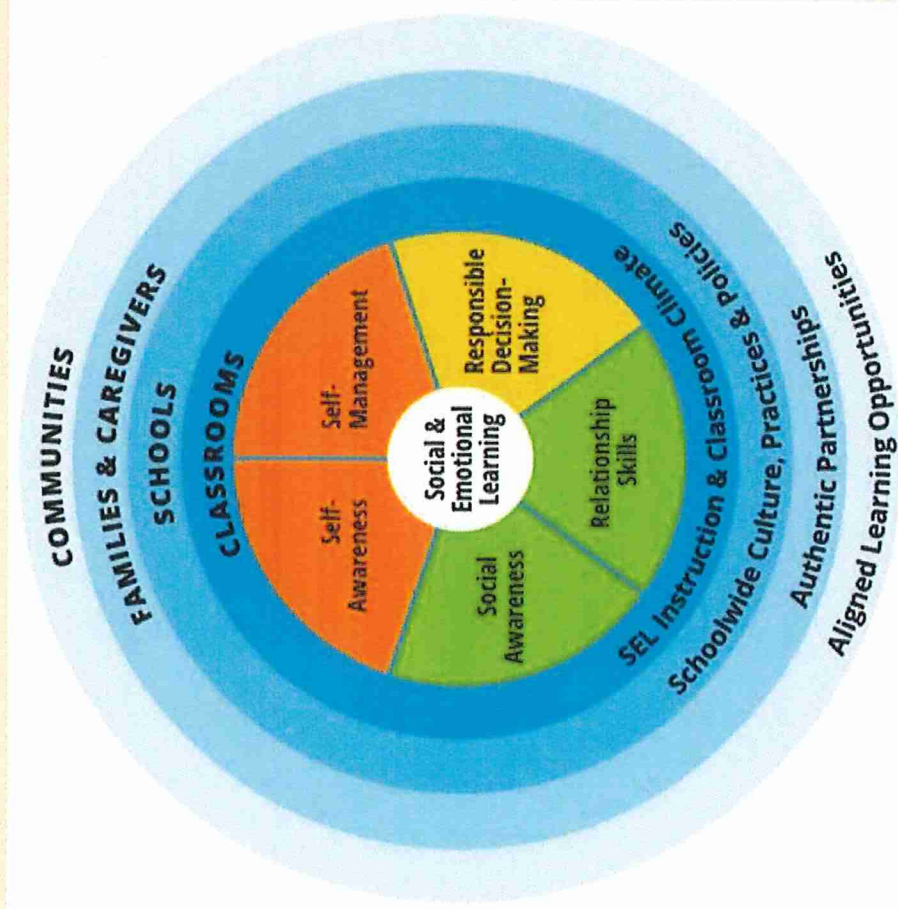 COMMUNITIES
FAMILIES & CAREGIVERS
SCHOOLS
CLASSROOMS
Self-
Awareness
Self-
Management
Social
Awareness
Social &
Emotional
Learning
Responsible
Decision-
Making
Relationship
Skills
SEL Instruction & Classroom Climate
Schoolwide Culture, Practices & Policies
Authentic Partnerships
Aligned Learning Opportunities